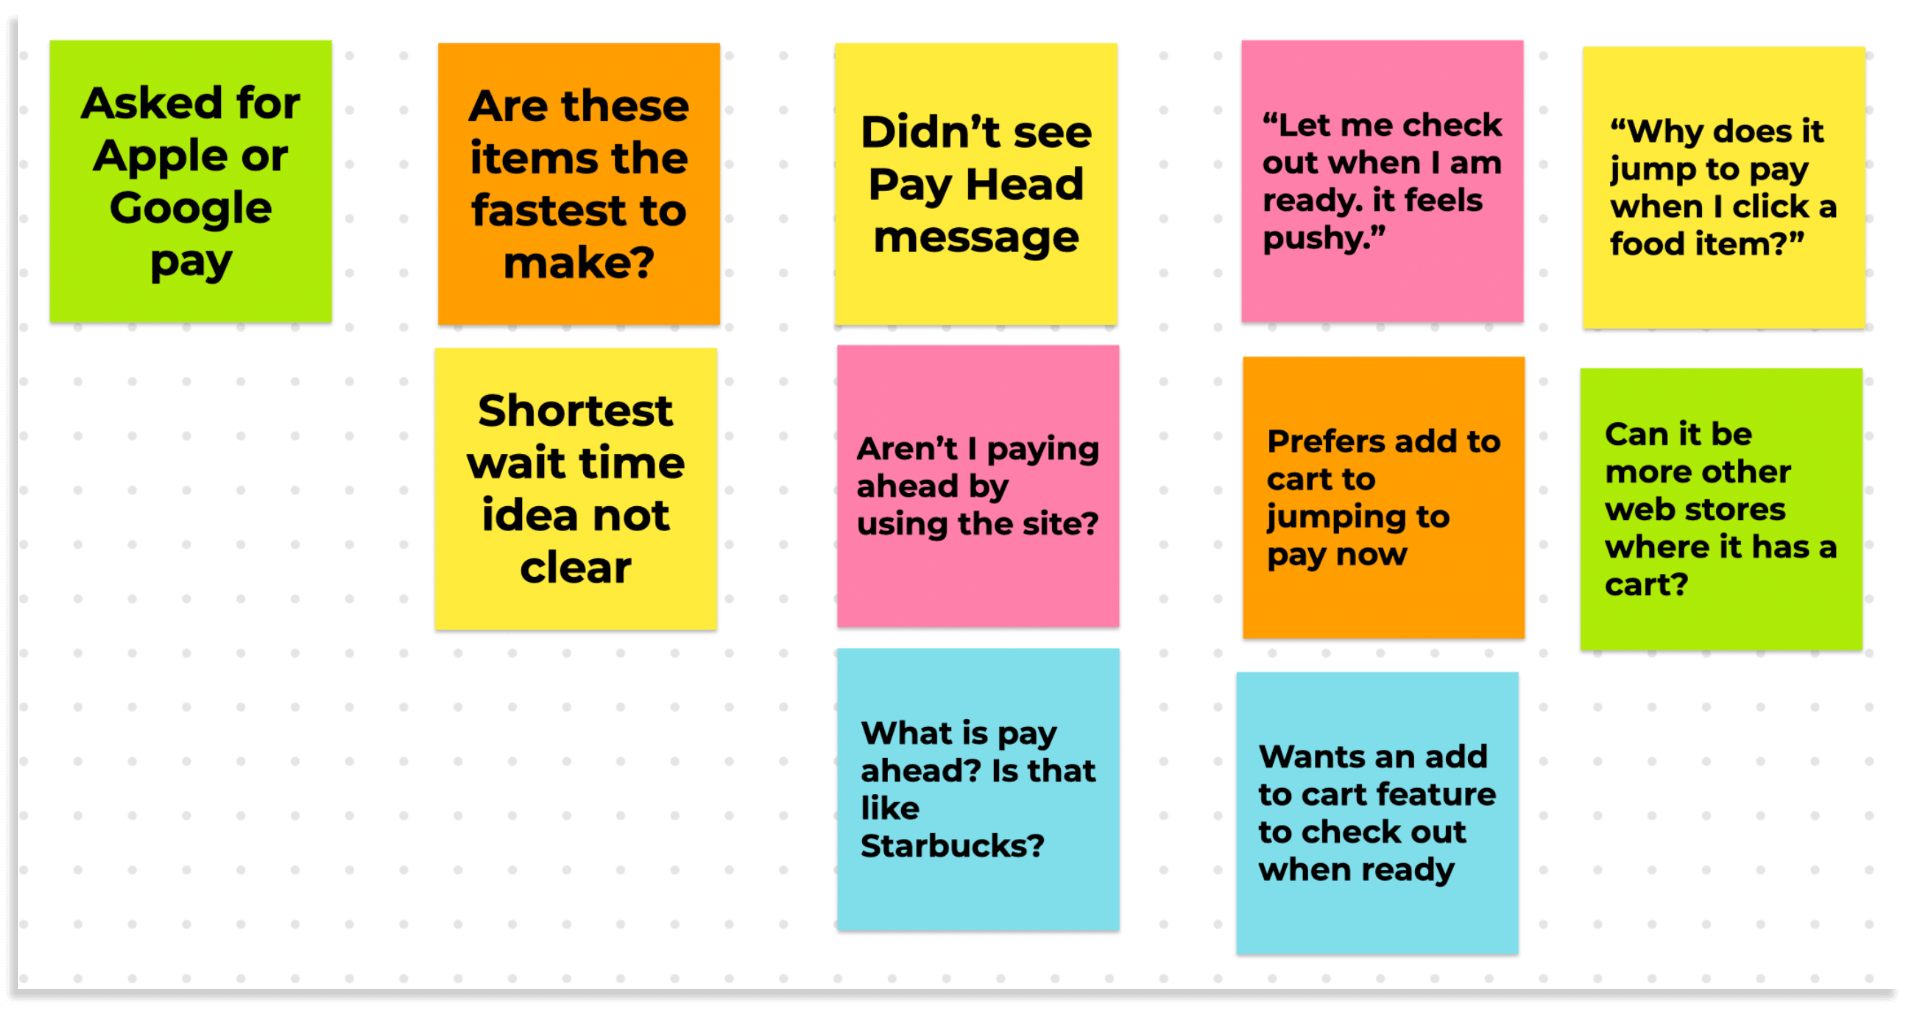 Asked for
Apple or
Google
pay
Are these
items the
fastest to
make?
Didn’t see
Pay Head
message
“Let me check
out when I am
ready. it feels
pushy.”
“Why does it
jump to pay
when I click a
food item?”
Shortest
wait time
idea not
clear
Aren’t I paying
ahead by
using the site?
Prefers add to
cart to
jumping to
pay now
Can it be
more other
web stores
where it has a
cart?
What is pay
ahead? Is that
like
Starbucks?
Wants an add
to cart feature
to check out
when ready